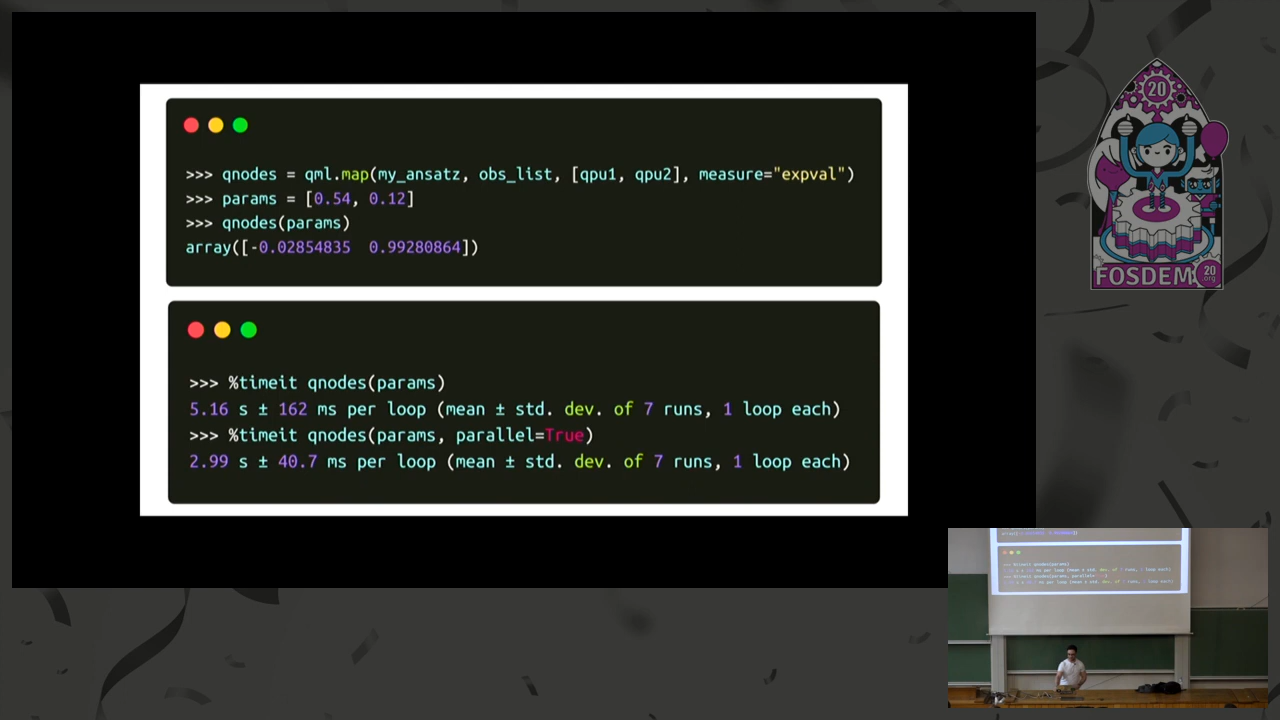 >>> qnodes = qml.map(my_ansatz, obs_list, [qpu1, qpu2], measure="expval")
>>> params = [0.54, 0.12]
>>> qnodes(params)
array([-0.02854835  0.99280864])
>>> %timeit qnodes(params)
5.16 s ± 162 ms per loop (mean ± std. dev. of 7 runs, 1 loop each)
>>> %timeit qnodes(params, parallel=True)
2.99 s ± 40.7 ms per loop (mean ± std. dev. of 7 runs, 1 loop each)
20
FOSDEM
20
.org